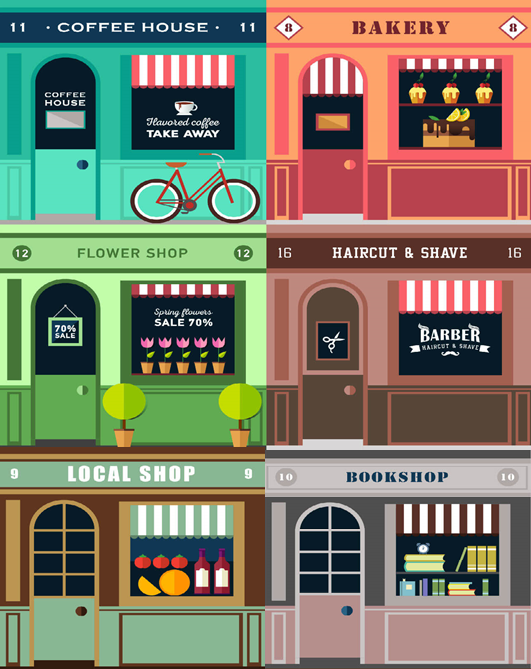 11 · COFFEE HOUSE · 11
COFFEE
HOUSE
Flavored coffee
TAKE AWAY
8 BAKERY 8
12 FLOWER SHOP 12
70%
SALE
Spring flowers
SALE 70%
16 HAIRCUT & SHAVE 16
BARBER
HAIRCUT & SHAVE
9 LOCAL SHOP 9
10 BOOKSHOP 10